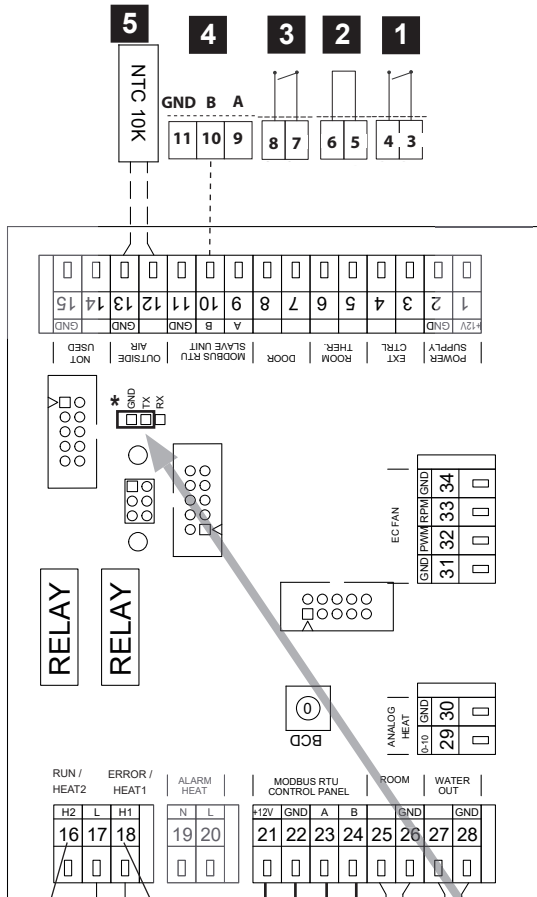 5 4 3 2 1
NTC 10K
GND B A
11 10 9 8 7 6 5 4 3
15 14 13 12 11 10 9 8 7 6 5 4 3 2 1
GND GND GND B A GND +12V
NOT USED
OUTSIDE AIR
MODBUS RTU SLAVE UNIT
DOOR
ROOM THER.
EXT CTRL
POWER SUPPLY
*
GND
TX
RX
EC FAN
GND PWM RPM GND
31 32 33 34
RELAY
RELAY
0
BCD
ANALOG HEAT
0-10 GND
29 30
RUN / HEAT2
ERROR / HEAT1
ALARM HEAT
MODBUS RTU CONTROL PANEL
ROOM
WATER OUT
H2 L H1 N L +12V GND A B GND GND
16 17 18 19 20 21 22 23 24 25 26 27 28